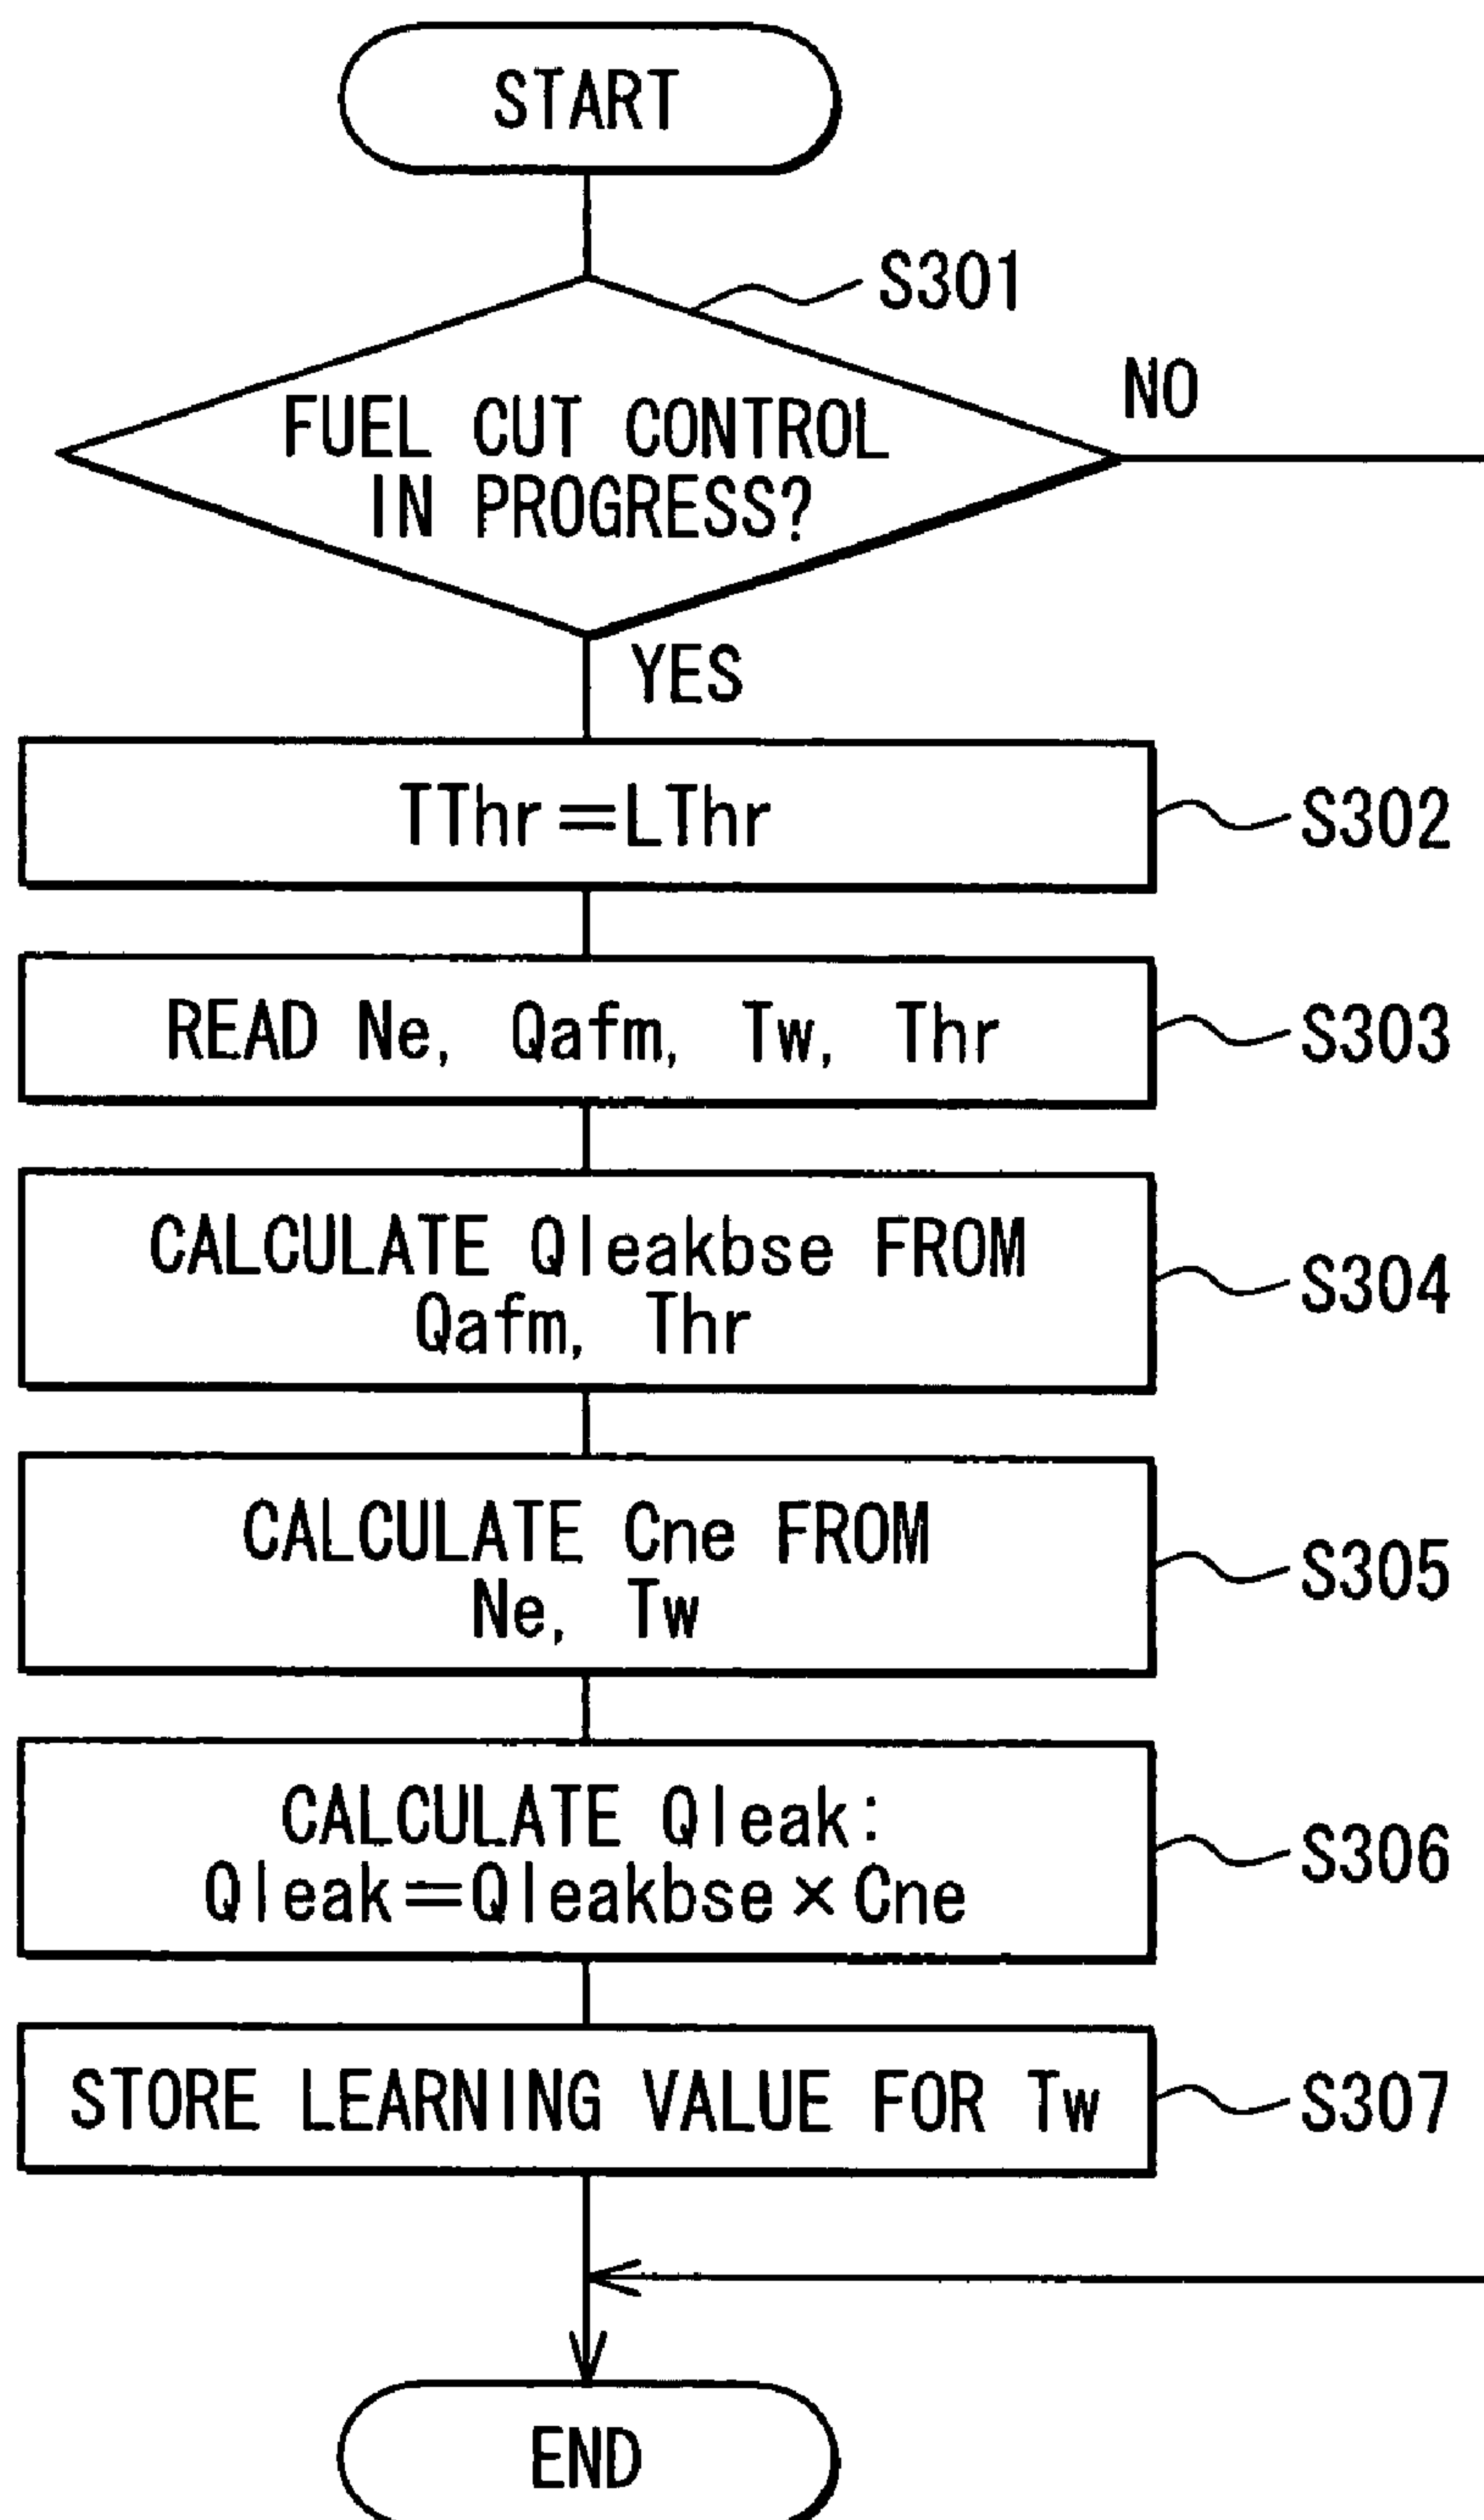 START
S301
NO
FUEL CUT CONTROL
IN PROGRESS?
YES
TThr=LThr
S302
READ Ne, Qafm, Tw, Thr
S303
CALCULATE Qleakbse FROM
Qafm, Thr
S304
CALCULATE Cne FROM
Ne, Tw
S305
CALCULATE Qleak:
Qleak=Qleakbse×Cne
S306
STORE LEARNING VALUE FOR Tw
S307
END